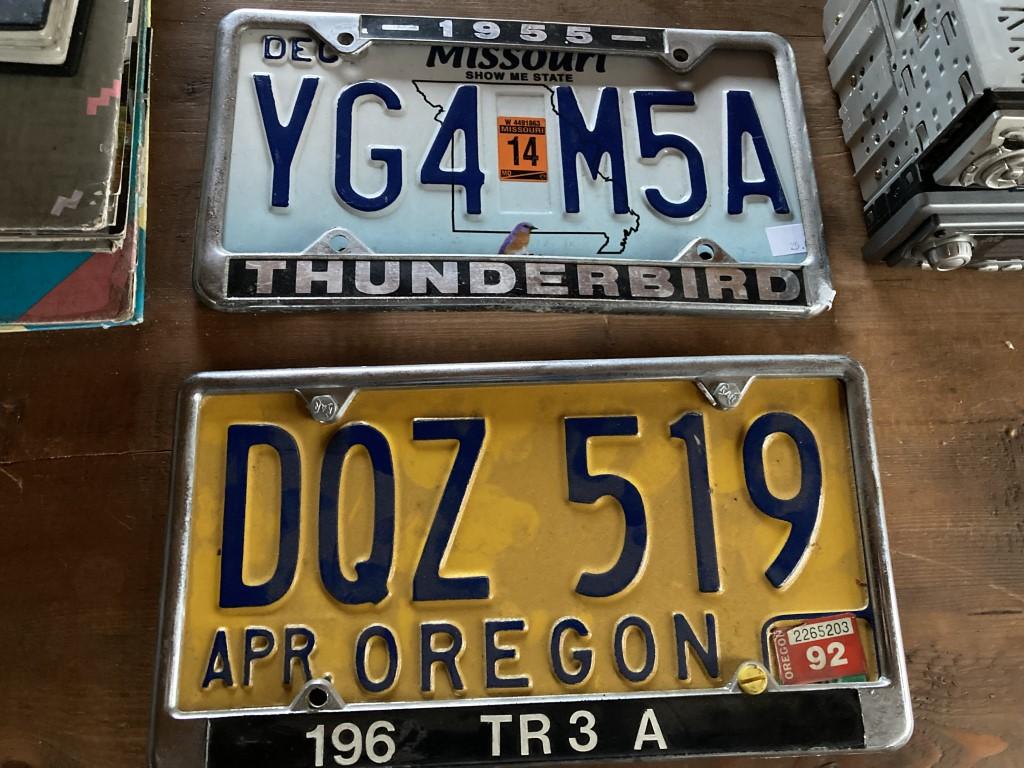 — 1955 —
DEC Missouri
SHOW ME STATE
YG4 M5A
W 4491863
MISSOURI
14
THUNDERBIRD
DQZ 519
APR. OREGON
OREGON
2265203
92
196 TR3 A